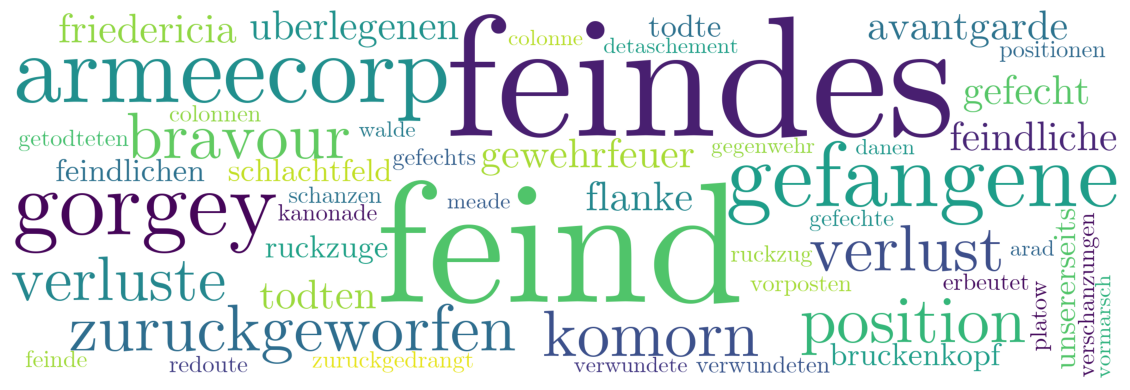 friedericia uberlegenen colonne todte avantgarde
detaschement positionen
armeecorp feindes gefecht
colonnen
getodteten bravour walde gewehrfeuer gegenwehr danen feindliche
feindlichen schlachtfeld gefechts gefangene
gorgey schanzen kanonade meade flanke gefechte
feind
ruckzuge ruckzug verlust arad
verluste todten vorposten erbeutet
zuruckgeworfen komorn position
bruckenkopf
feinde redoute zuruckgedrangt verwundete verwundeten
platow
unsererseits
verschanzungen
vormarsch